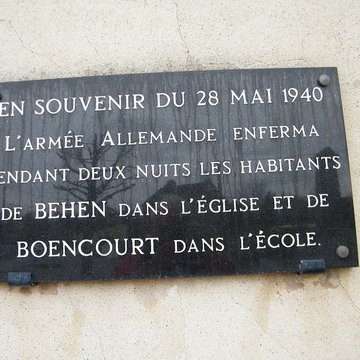 EN SOUVENIR DU 28 MAI 1940
L'ARMÉE ALLEMANDE ENFERMA
PENDANT DEUX NUITS LES HABITANTS
DE BEHEN DANS L'ÉGLISE ET DE
BOENCOURT DANS L'ÉCOLE.